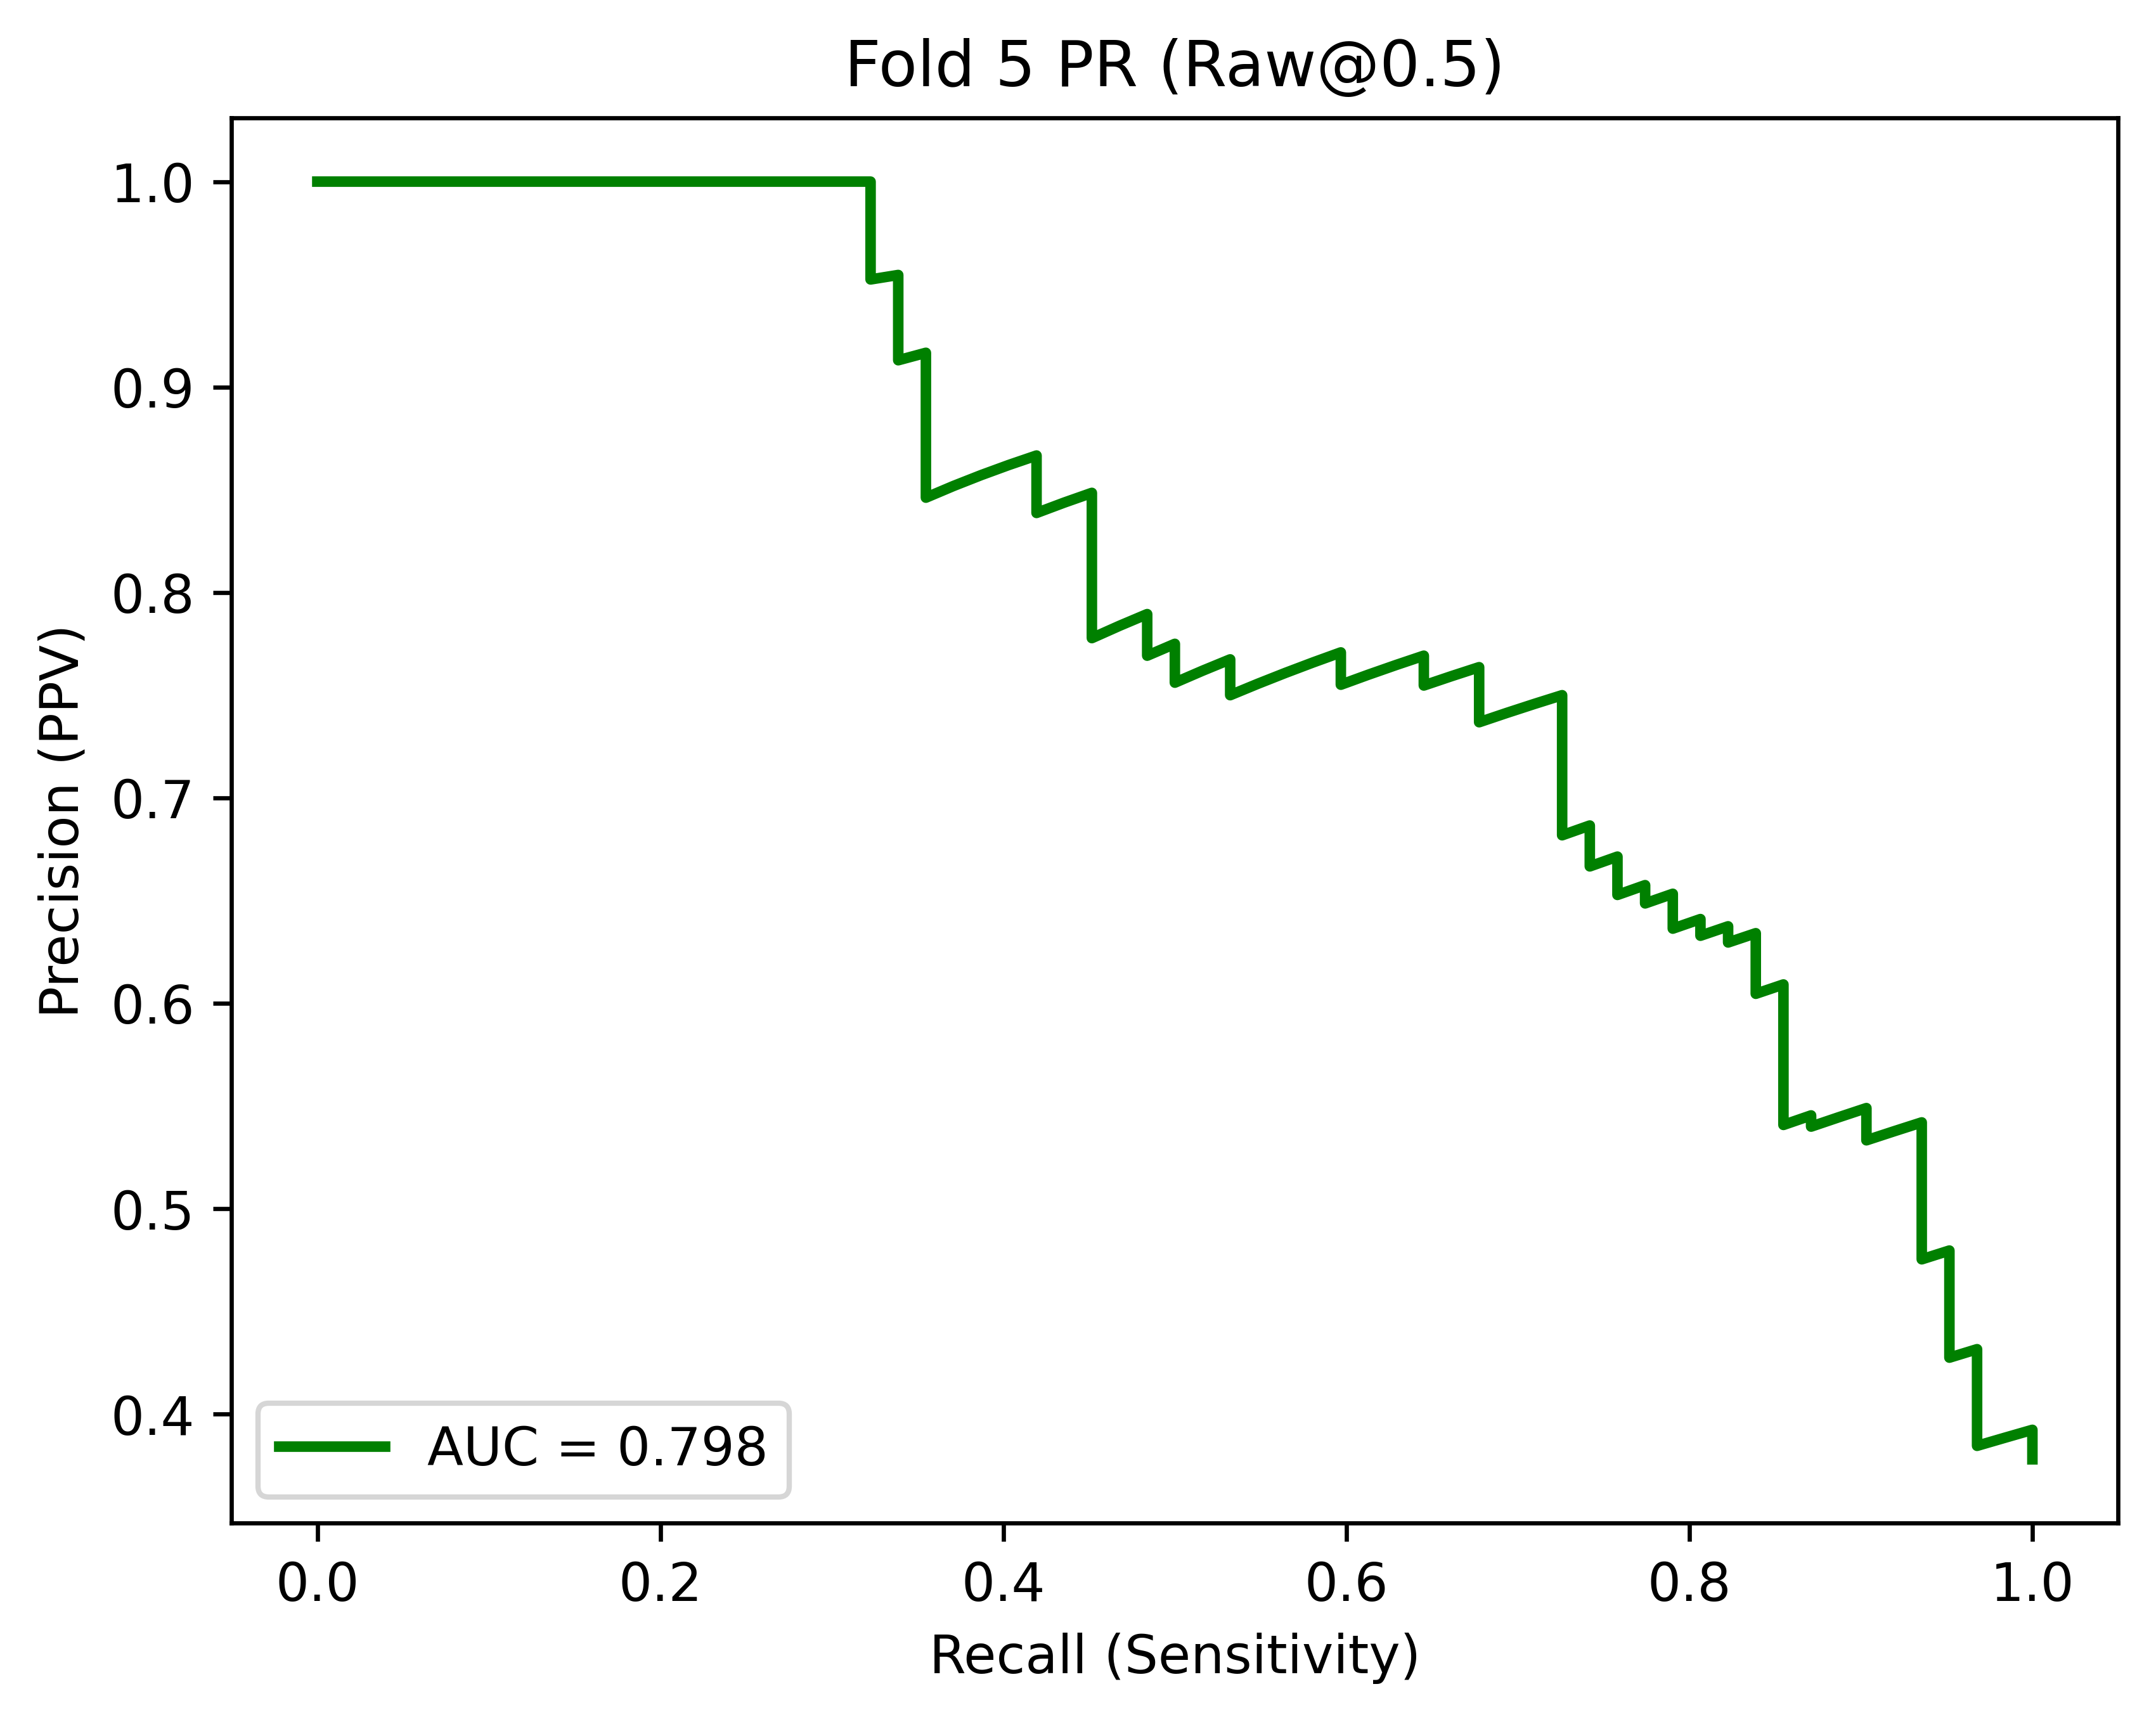 Fold 5 PR (Raw@0.5)
Precision (PPV)
1.0
0.9
0.8
0.7
0.6
0.5
0.4
AUC = 0.798
0.0 0.2 0.4 0.6 0.8 1.0
Recall (Sensitivity)